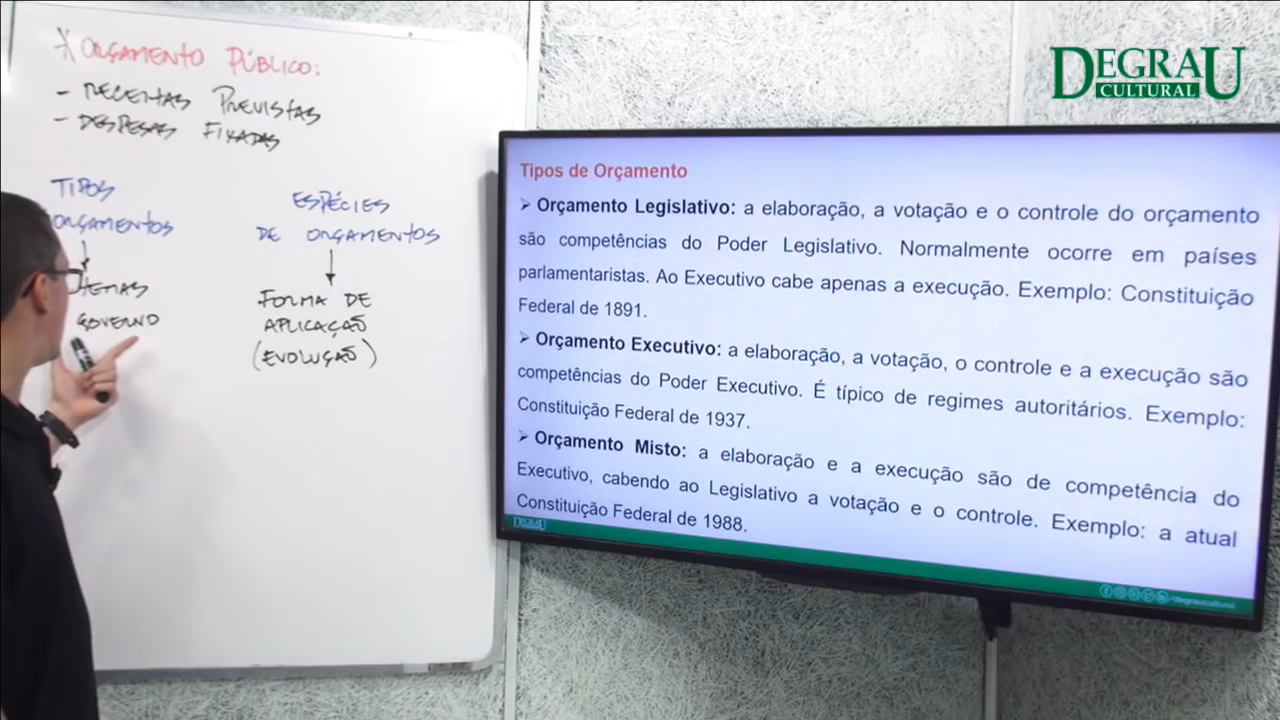 * ORÇAMENTO PÚBLICO:
- RECEITAS PREVISTAS
- DESPESAS FIXADAS
TIPOS
ORÇAMENTOS
GOVERNO
ESPÉCIES
DE ORÇAMENTOS
FORMA DE
APLICAÇÃO
(EVOLUÇÃO)
DEGRAU
CULTURAL
Tipos de Orçamento
➢ Orçamento Legislativo: a elaboração, a votação e o controle do orçamento
são competências do Poder Legislativo. Normalmente ocorre em países
parlamentaristas. Ao Executivo cabe apenas a execução. Exemplo: Constituição
Federal de 1891.
➢ Orçamento Executivo: a elaboração, a votação, o controle e a execução são
competências do Poder Executivo. É típico de regimes autoritários. Exemplo:
Constituição Federal de 1937.
➢ Orçamento Misto: a elaboração e a execução são de competência do
Executivo, cabendo ao Legislativo a votação e o controle. Exemplo: a atual
Constituição Federal de 1988.
DEGRAU
/degraucultural